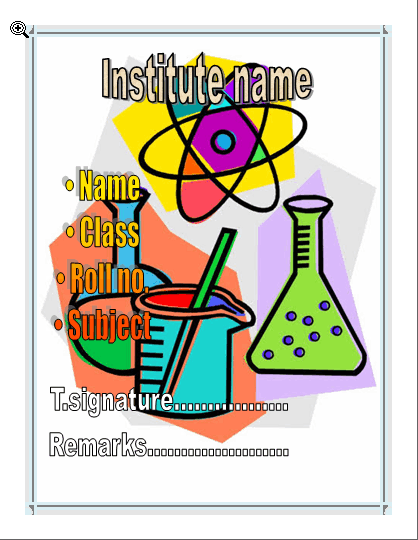 Institute name
• Name
• Class
• Roll no.
• Subject
T.signature.................
Remarks.....................